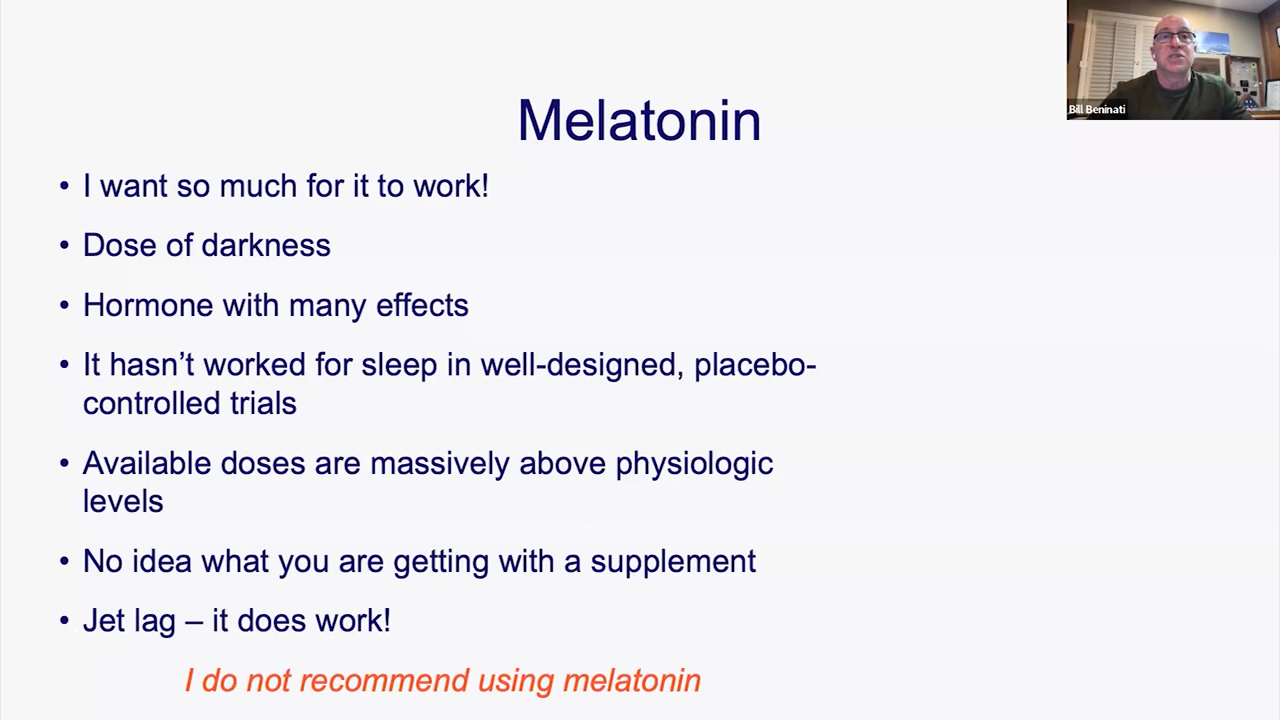 Bill Beninati
Melatonin
• I want so much for it to work!
• Dose of darkness
• Hormone with many effects
• It hasn’t worked for sleep in well-designed, placebo-
controlled trials
• Available doses are massively above physiologic
levels
• No idea what you are getting with a supplement
• Jet lag – it does work!
I do not recommend using melatonin